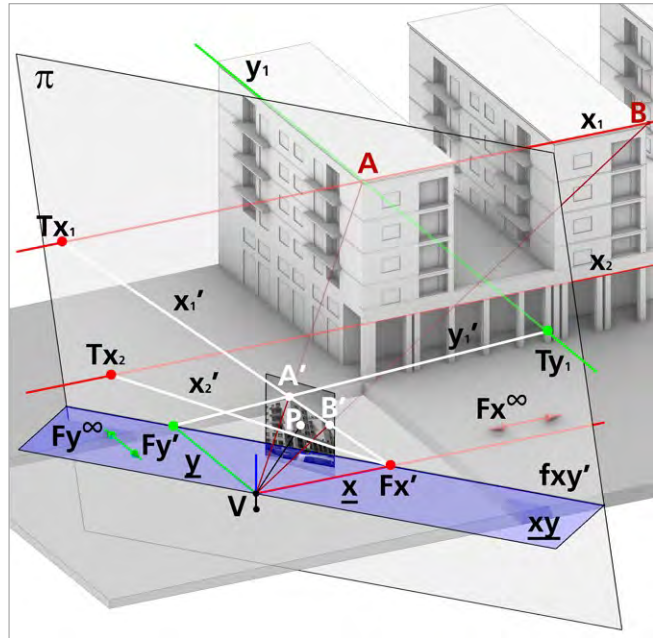 π
y₁
x₁
B
A
Tx₁
x₂
x₁′
y₁′
Ty₁
Tx₂
x₂′
A′
B′
P
Fx∞
Fy∞
Fy′
y
x
Fx′
fxy′
V
xy